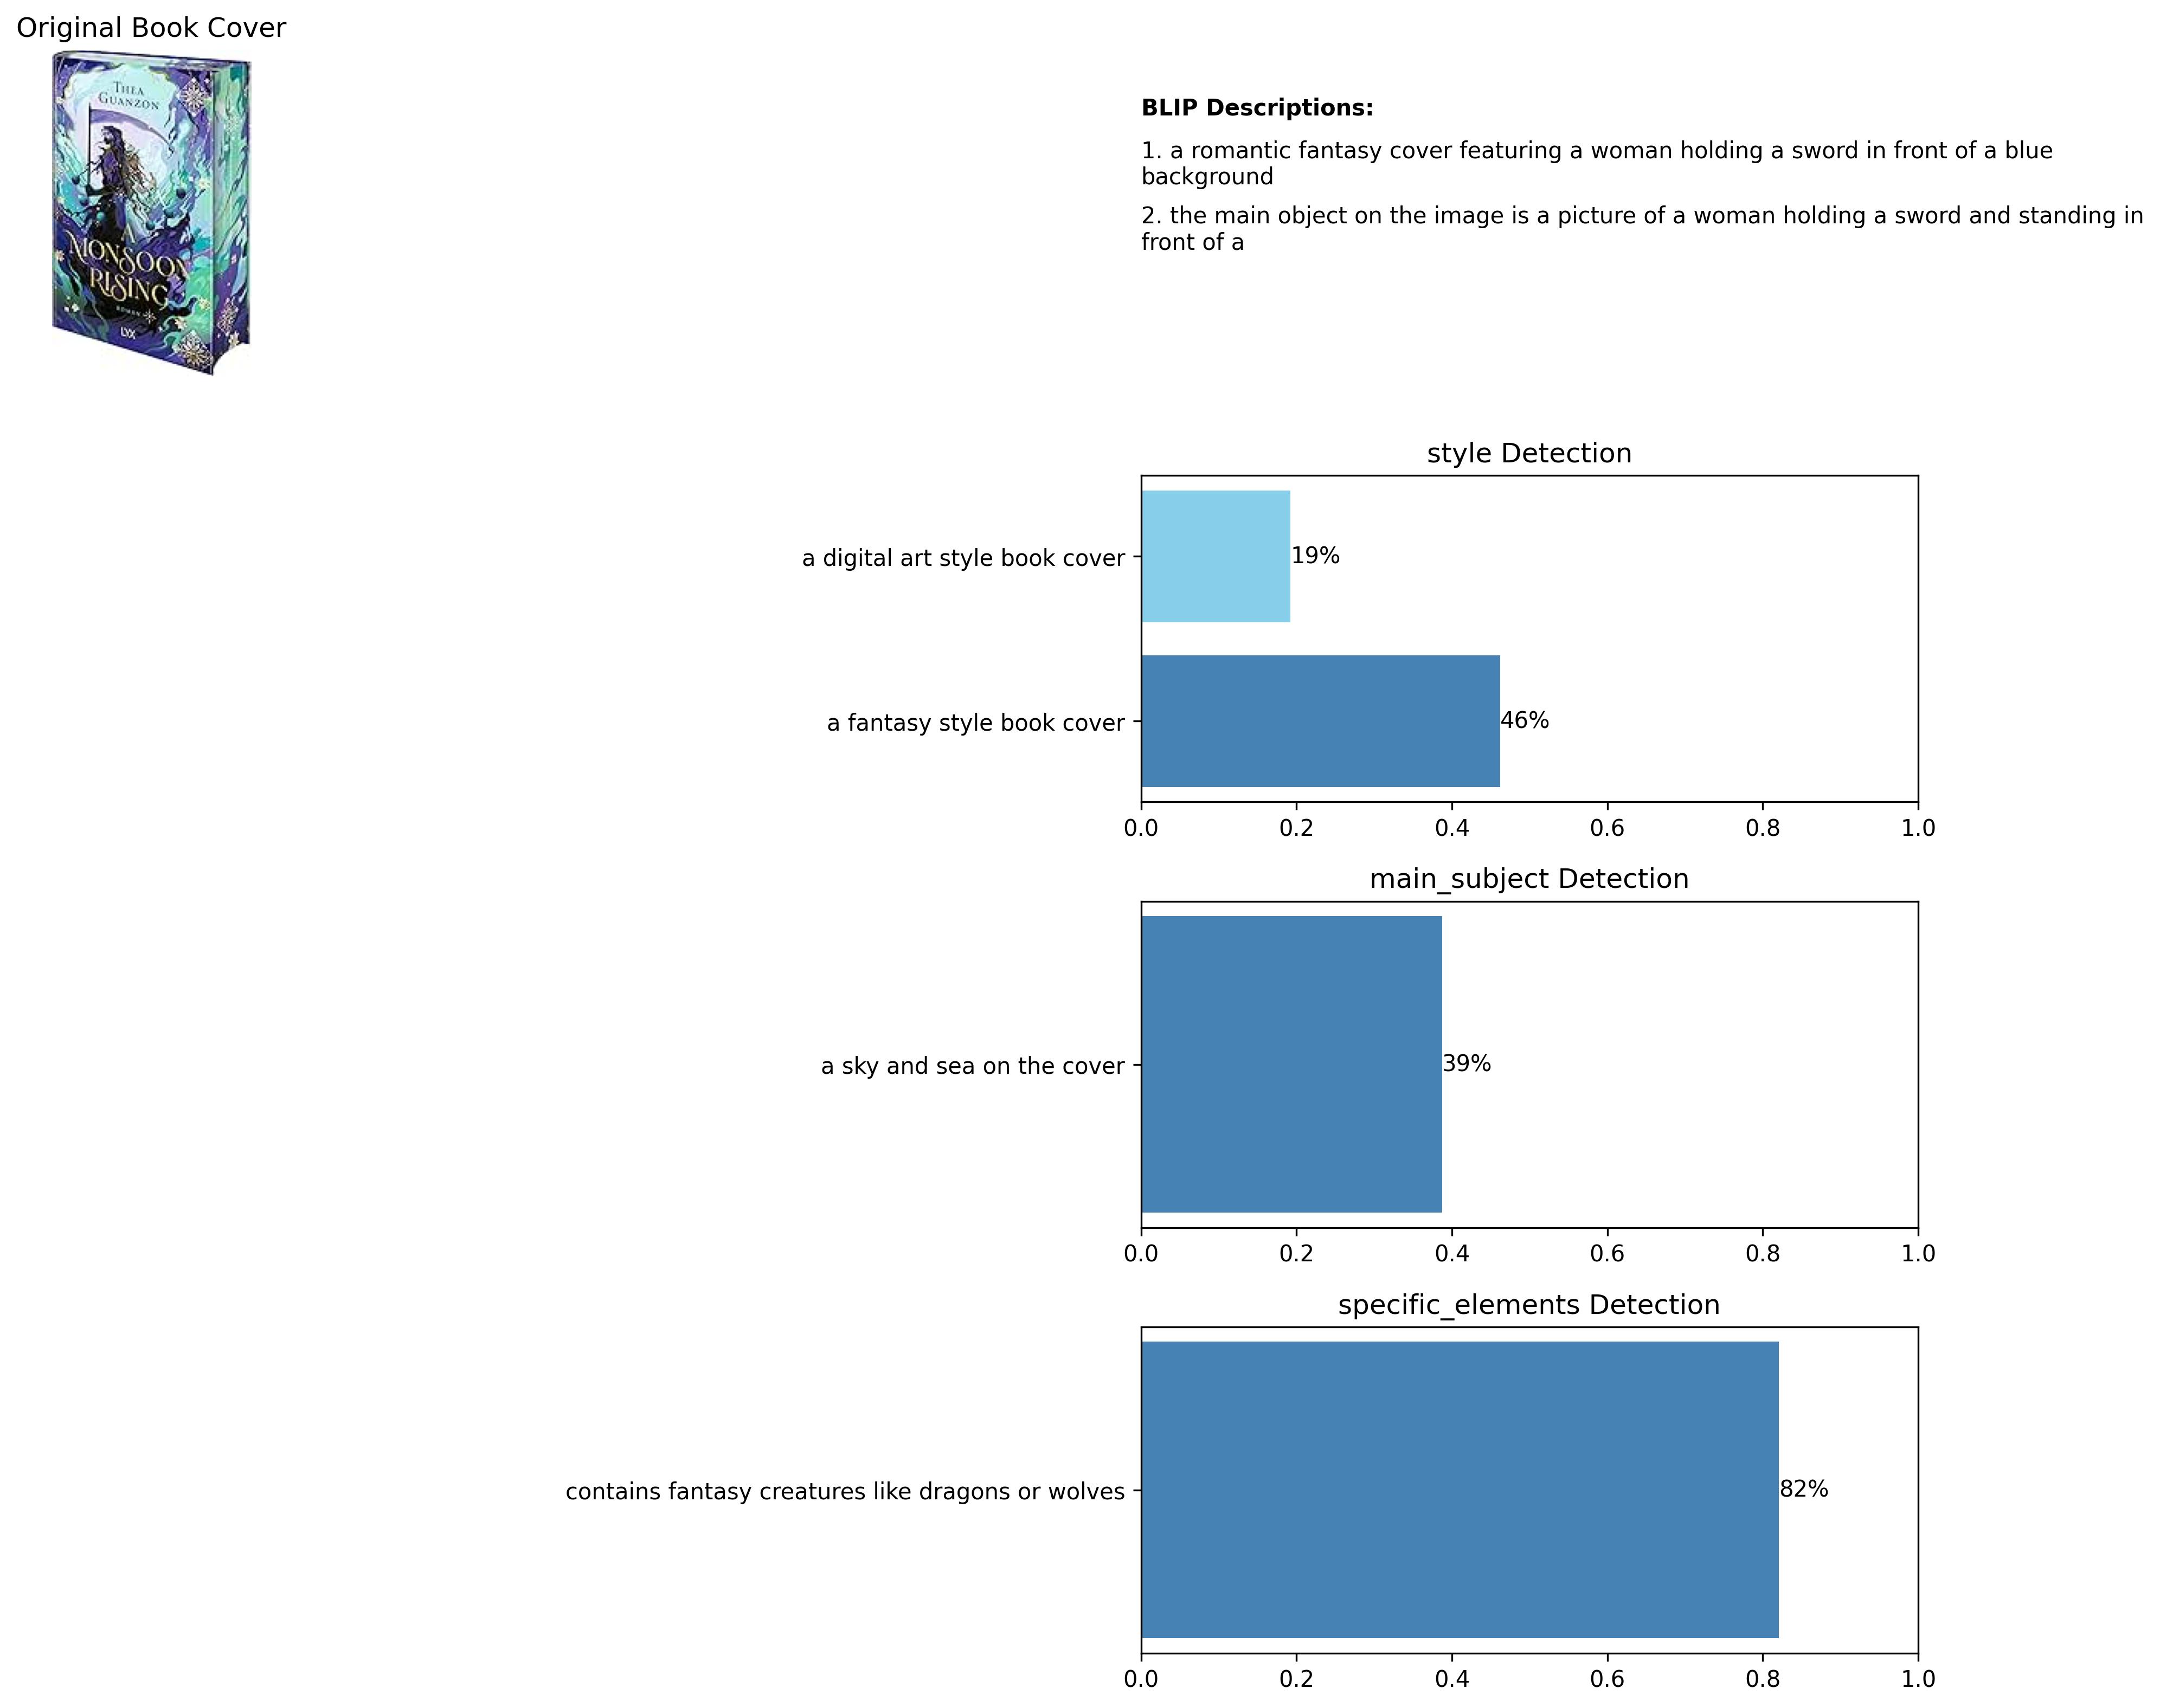 Original Book Cover
THEA
GUANZON
A
MONSOON
RISING
ROMAN
LYX
BLIP Descriptions:
1. a romantic fantasy cover featuring a woman holding a sword in front of a blue
background
2. the main object on the image is a picture of a woman holding a sword and standing in
front of a
style Detection
a digital art style book cover
19%
a fantasy style book cover
46%
0.0 0.2 0.4 0.6 0.8 1.0
main_subject Detection
a sky and sea on the cover
39%
0.0 0.2 0.4 0.6 0.8 1.0
specific_elements Detection
contains fantasy creatures like dragons or wolves
82%
0.0 0.2 0.4 0.6 0.8 1.0